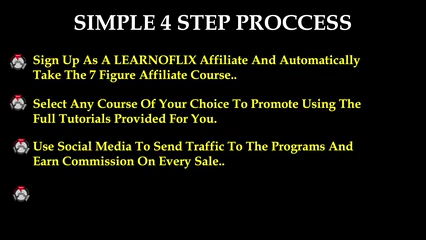 SIMPLE 4 STEP PROCCESS
Sign Up As A LEARNOFLIX Affiliate And Automatically
Take The 7 Figure Affiliate Course..
Select Any Course Of Your Choice To Promote Using The
Full Tutorials Provided For You.
Use Social Media To Send Traffic To The Programs And
Earn Commission On Every Sale..